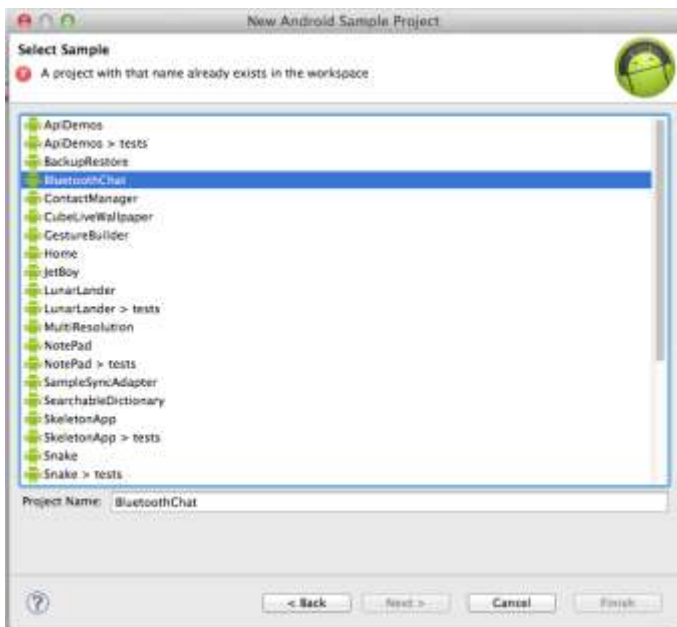 New Android Sample Project
Select Sample
A project with that name already exists in the workspace
ApiDemos
ApiDemos > tests
BackupRestore
BluetoothChat
ContactManager
CubeLiveWallpaper
GestureBuilder
Home
JetBoy
LunarLander
LunarLander > tests
MultiResolution
NotePad
NotePad > tests
SampleSyncAdapter
SearchableDictionary
SkeletonApp
SkeletonApp > tests
Snake
Snake > tests
Project Name: BluetoothChat
? < Back Next > Cancel Finish